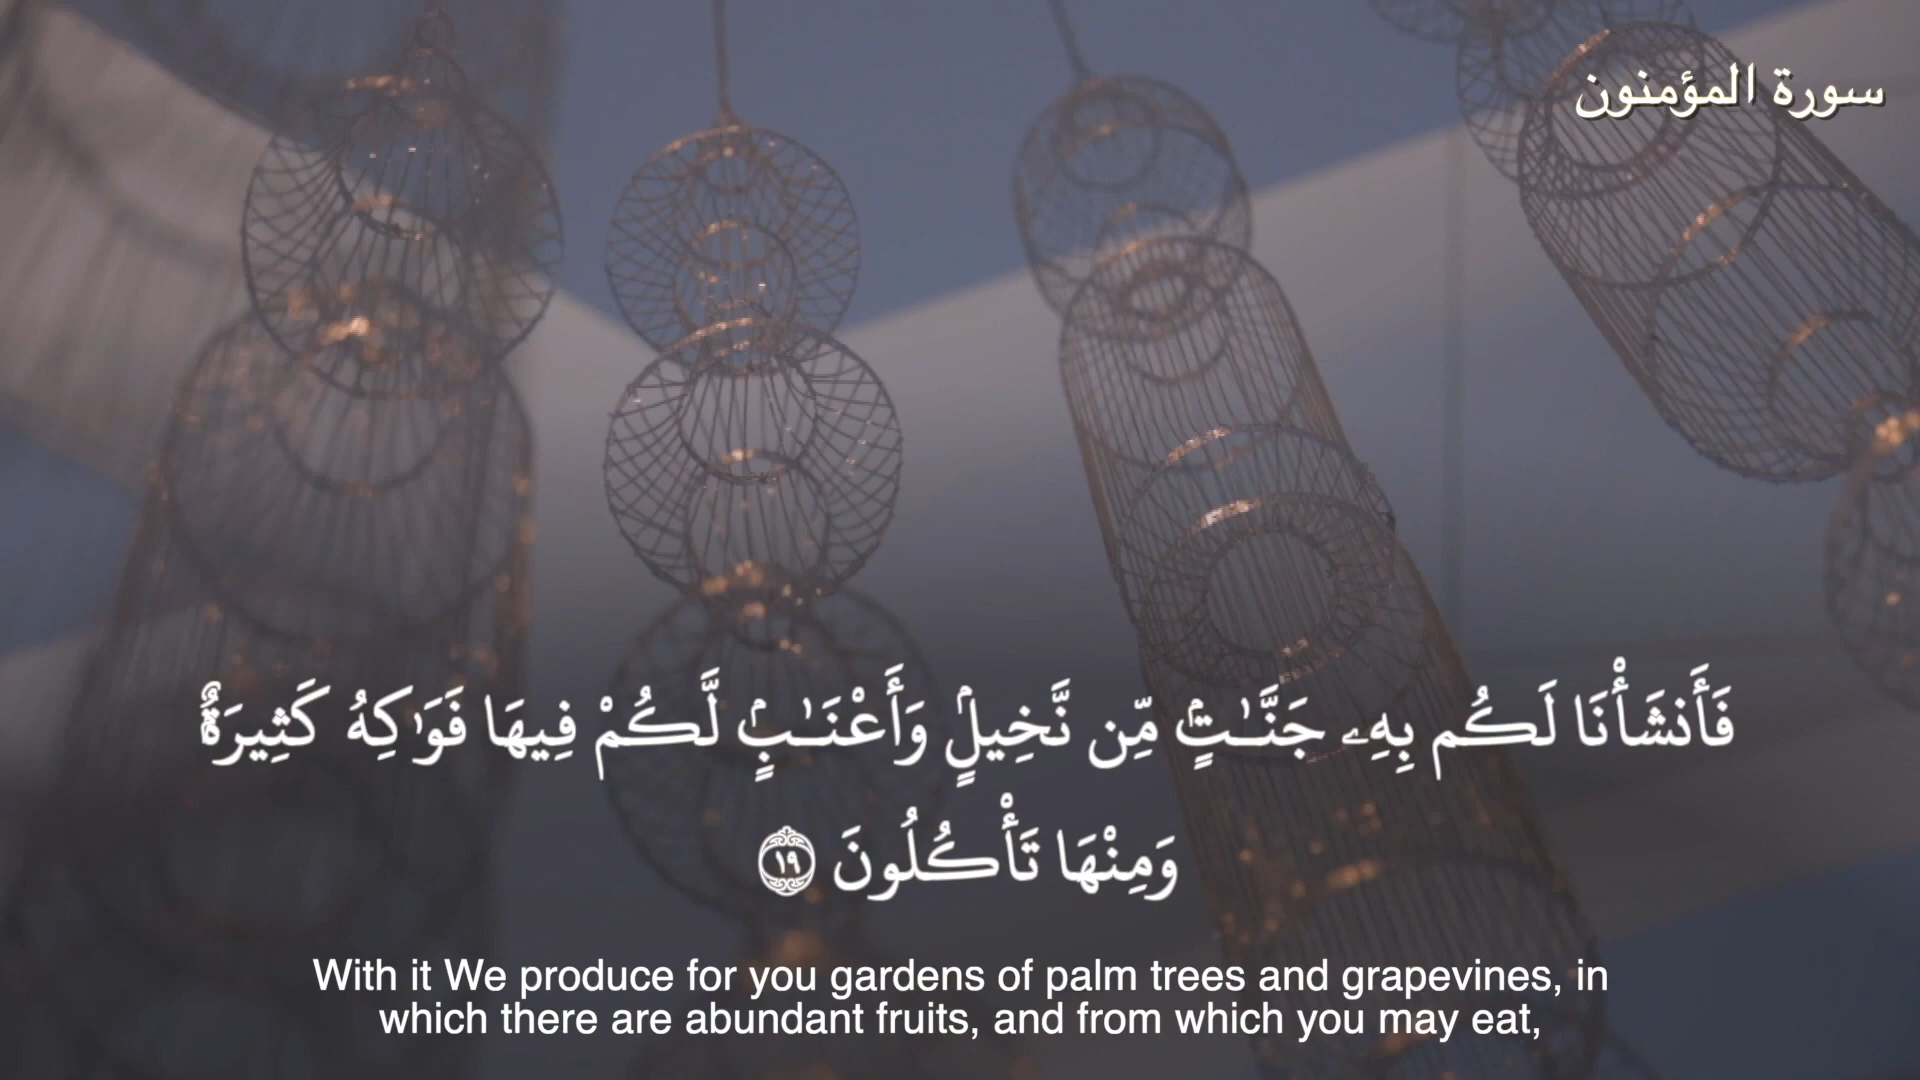 سورة المؤمنون
فَأَنشَأْنَا لَكُم بِهِۦ جَنَّـٰتٍۢ مِّن نَّخِيلٍۢ وَأَعْنَـٰبٍۢ لَّكُمْ فِيهَا فَوَٰكِهُ كَثِيرَةٌۭ
وَمِنْهَا تَأْكُلُونَ ١٩
With it We produce for you gardens of palm trees and grapevines, in
which there are abundant fruits, and from which you may eat,